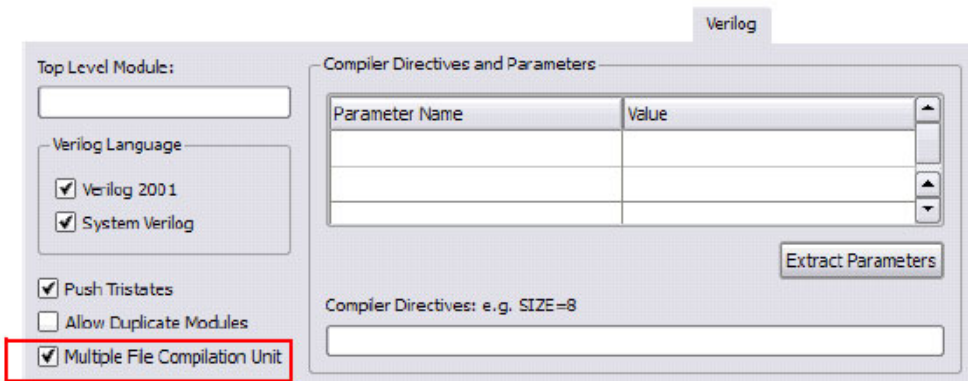 Verilog
Top Level Module:
Verilog Language
Verilog 2001
System Verilog
Push Tristates
Allow Duplicate Modules
Multiple File Compilation Unit
Compiler Directives and Parameters
Parameter Name
Value
Extract Parameters
Compiler Directives: e.g. SIZE=8